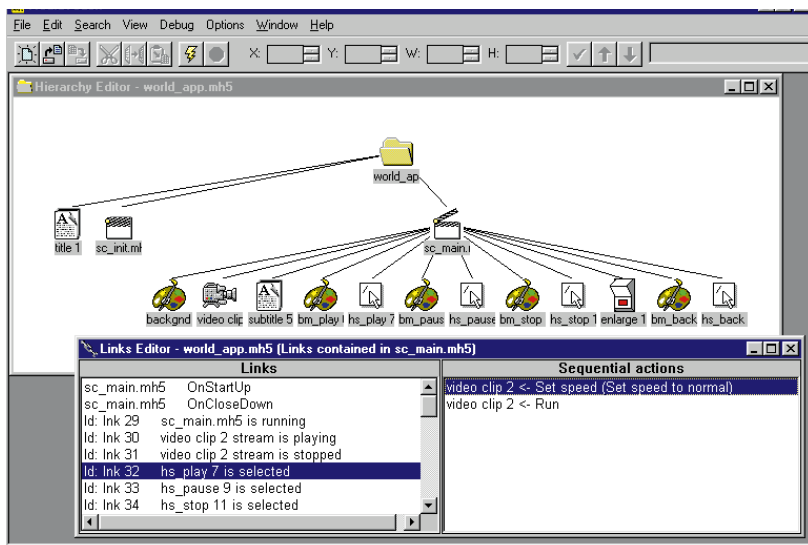 File Edit Search View Debug Options Window Help
X: Y: W: H:
Hierarchy Editor - world_app.mh5
world_ap
title 1 sc_init.mh sc_main.
backgnd video clip subtitle 5 bm_play hs_play 7 bm_paus hs_pause bm_stop hs_stop 1 enlarge 1 bm_back hs_back
Links Editor - world_app.mh5 (Links contained in sc_main.mh5)
Links Sequential actions
sc_main.mh5 OnStartUp video clip 2 <- Set speed (Set speed to normal)
sc_main.mh5 OnCloseDown video clip 2 <- Run
Id: lnk 29 sc_main.mh5 is running
Id: lnk 30 video clip 2 stream is playing
Id: lnk 31 video clip 2 stream is stopped
Id: lnk 32 hs_play 7 is selected
Id: lnk 33 hs_pause 9 is selected
Id: lnk 34 hs_stop 11 is selected